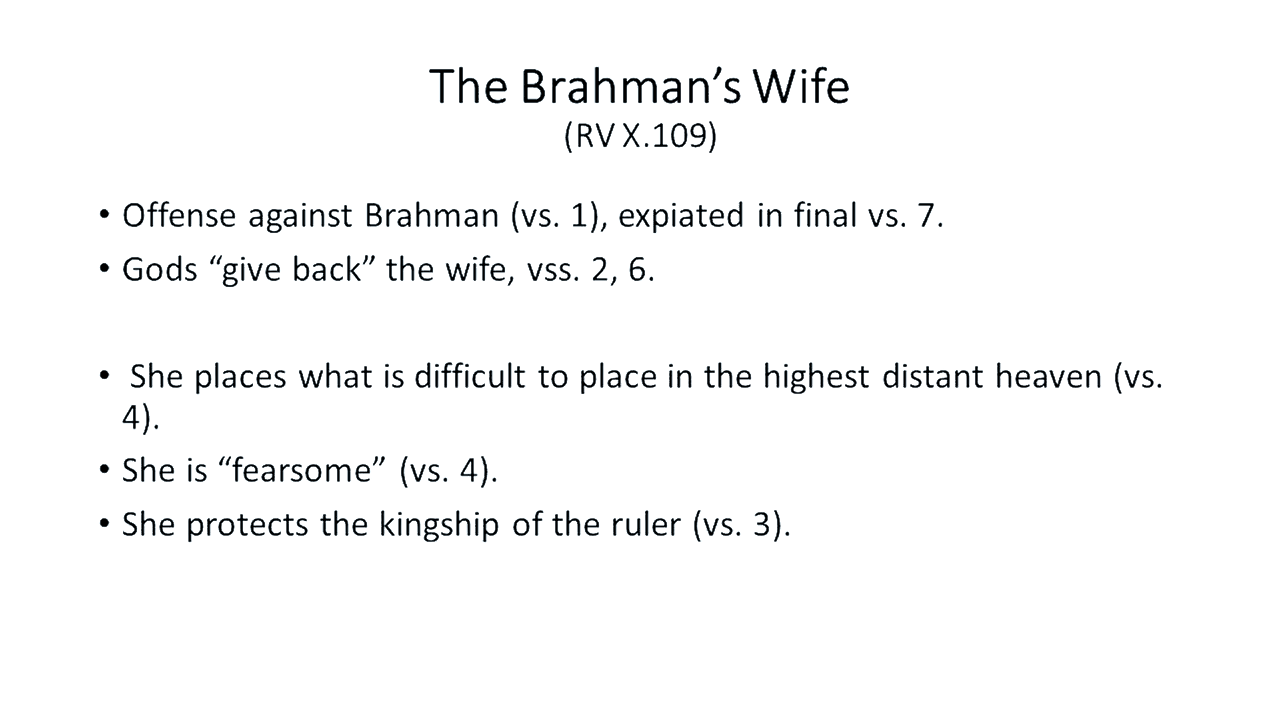 The Brahman’s Wife
(RV X.109)
• Offense against Brahman (vs. 1), expiated in final vs. 7.
• Gods “give back” the wife, vss. 2, 6.
• She places what is difficult to place in the highest distant heaven (vs.
4).
• She is “fearsome” (vs. 4).
• She protects the kingship of the ruler (vs. 3).